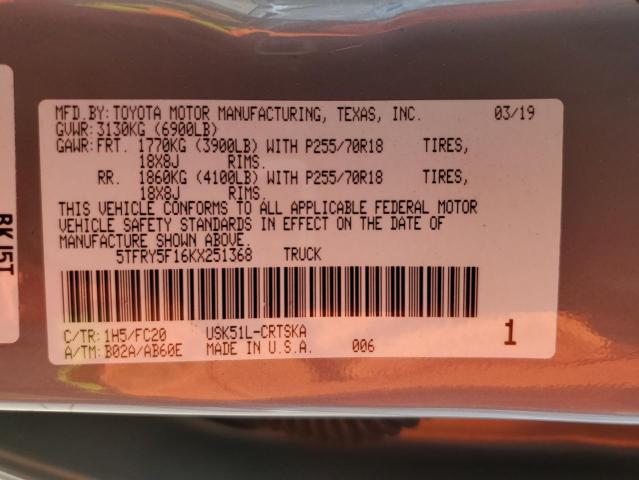 MFD.BY:TOYOTA MOTOR MANUFACTURING, TEXAS, INC. 03/19
GVWR:3130KG (6900LB)
GAWR:FRT. 1770KG (3900LB) WITH P255/70R18 TIRES,
18X8J RIMS.
RR. 1860KG (4100LB) WITH P255/70R18 TIRES,
18X8J RIMS.
THIS VEHICLE CONFORMS TO ALL APPLICABLE FEDERAL MOTOR
VEHICLE SAFETY STANDARDS IN EFFECT ON THE DATE OF
MANUFACTURE SHOWN ABOVE.
5TFRY5F16KX251368 TRUCK
C/TR:1H5/FC20 USK51L-CRTSKA
A/TM:B02A/AB60E MADE IN U.S.A. 006 1